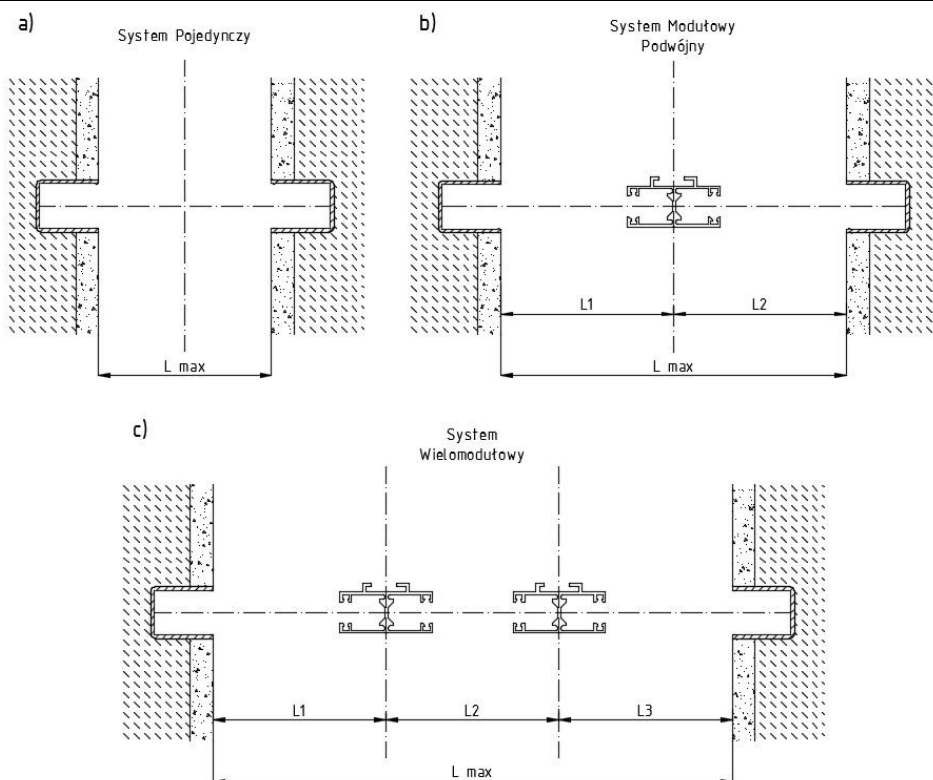 a)
System Pojedynczy
L max
b)
System Modułowy
Podwójny
L1
L2
L max
c)
System
Wielomodułowy
L1
L2
L3
L max